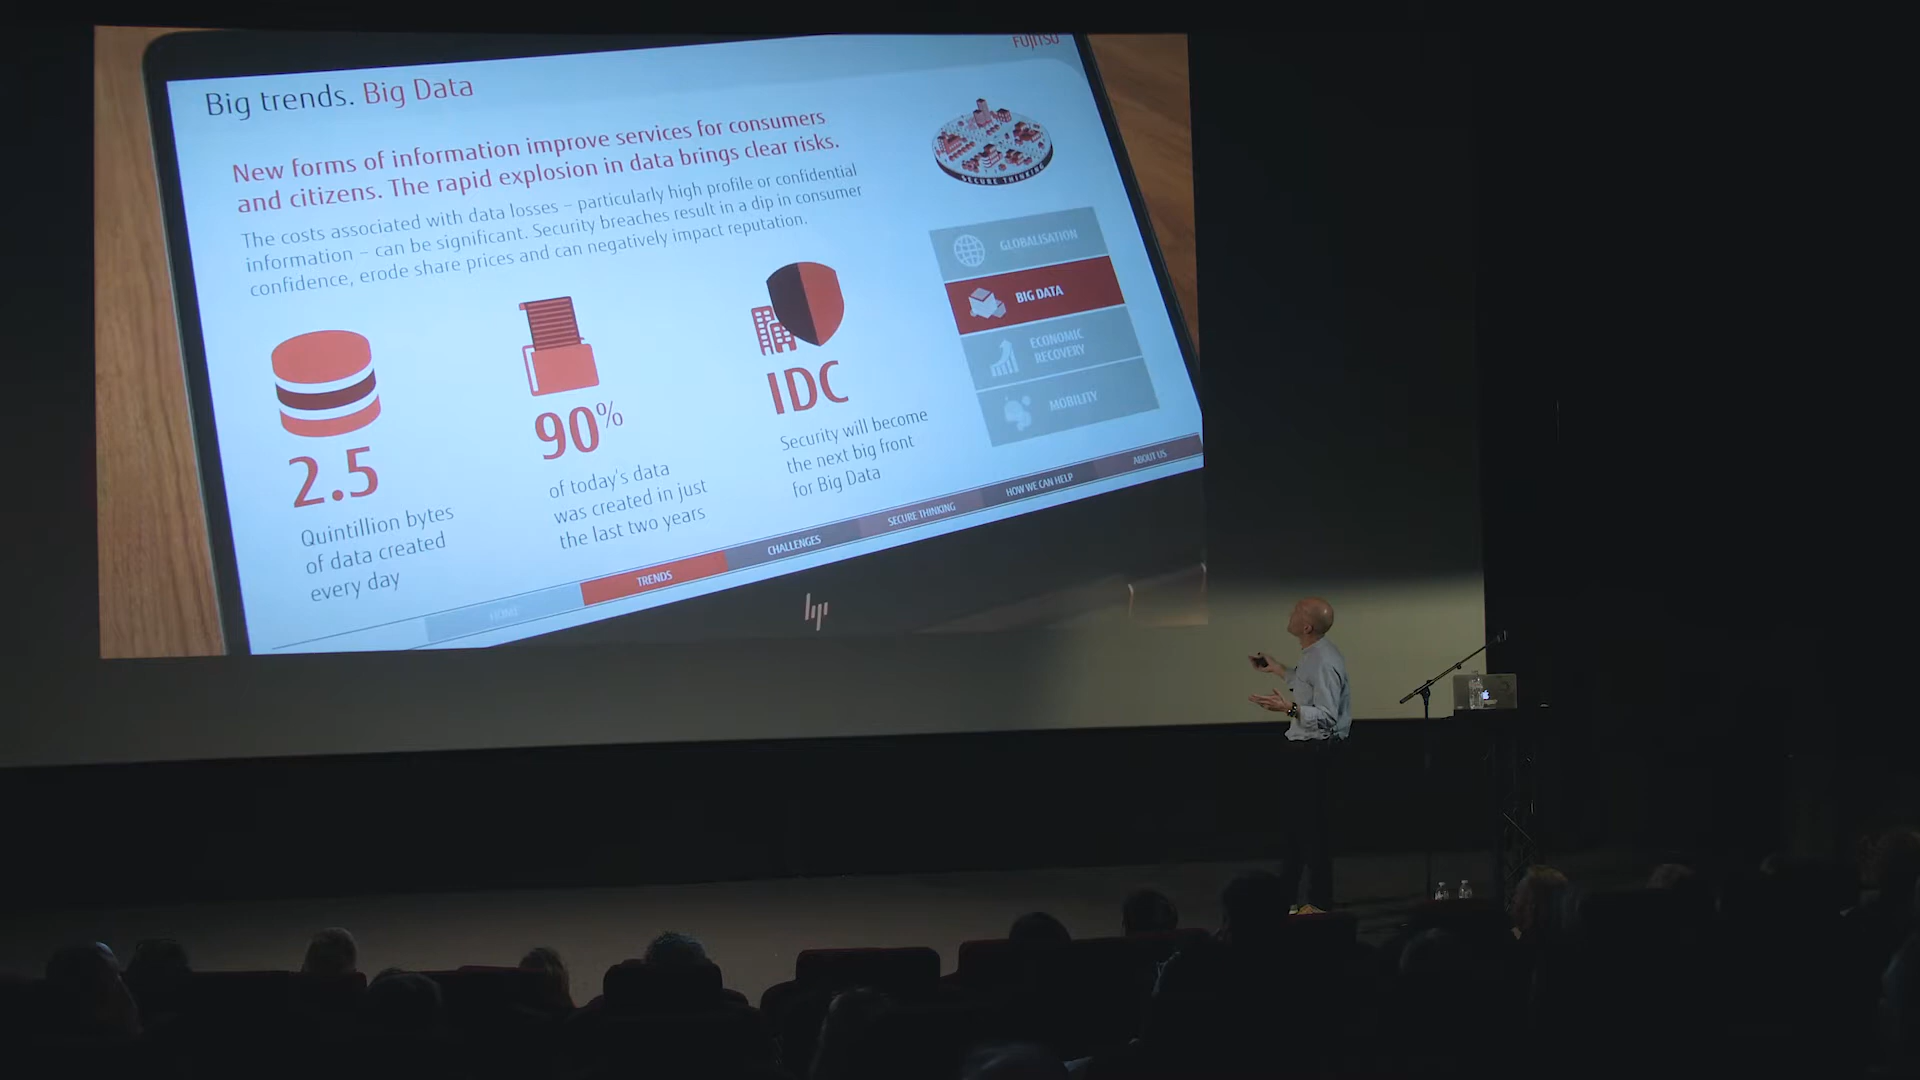 FUJITSU
Big trends. Big Data
New forms of information improve services for consumers
and citizens. The rapid explosion in data brings clear risks.
The costs associated with data losses – particularly high profile or confidential
information – can be significant. Security breaches result in a dip in consumer
confidence, erode share prices and can negatively impact reputation.
SECURE THINKING
GLOBALISATION
BIG DATA
ECONOMIC
RECOVERY
MOBILITY
2.5
Quintillion bytes
of data created
every day
90%
of today's data
was created in just
the last two years
IDC
Security will become
the next big front
for Big Data
HOME
TRENDS
CHALLENGES
SECURE THINKING
HOW WE CAN HELP
ABOUT US
hp